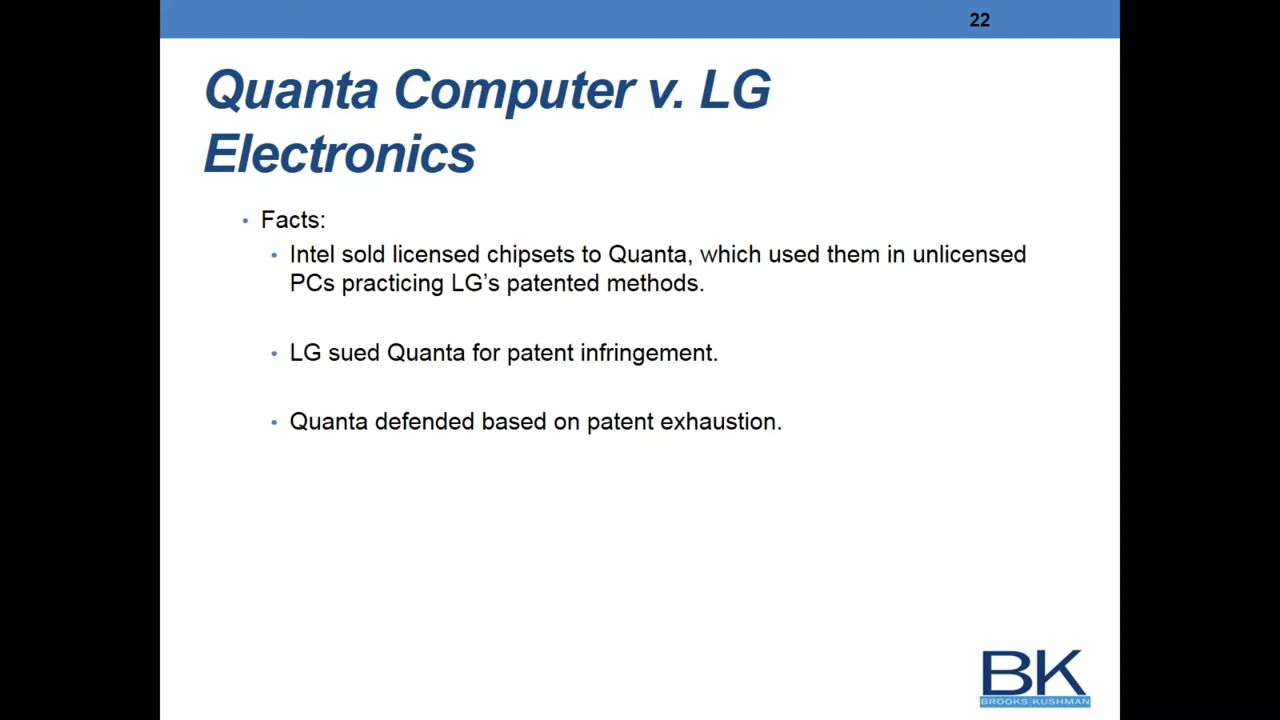 22
Quanta Computer v. LG
Electronics
• Facts:
• Intel sold licensed chipsets to Quanta, which used them in unlicensed
PCs practicing LG’s patented methods.
• LG sued Quanta for patent infringement.
• Quanta defended based on patent exhaustion.
BK
BROOKS KUSHMAN